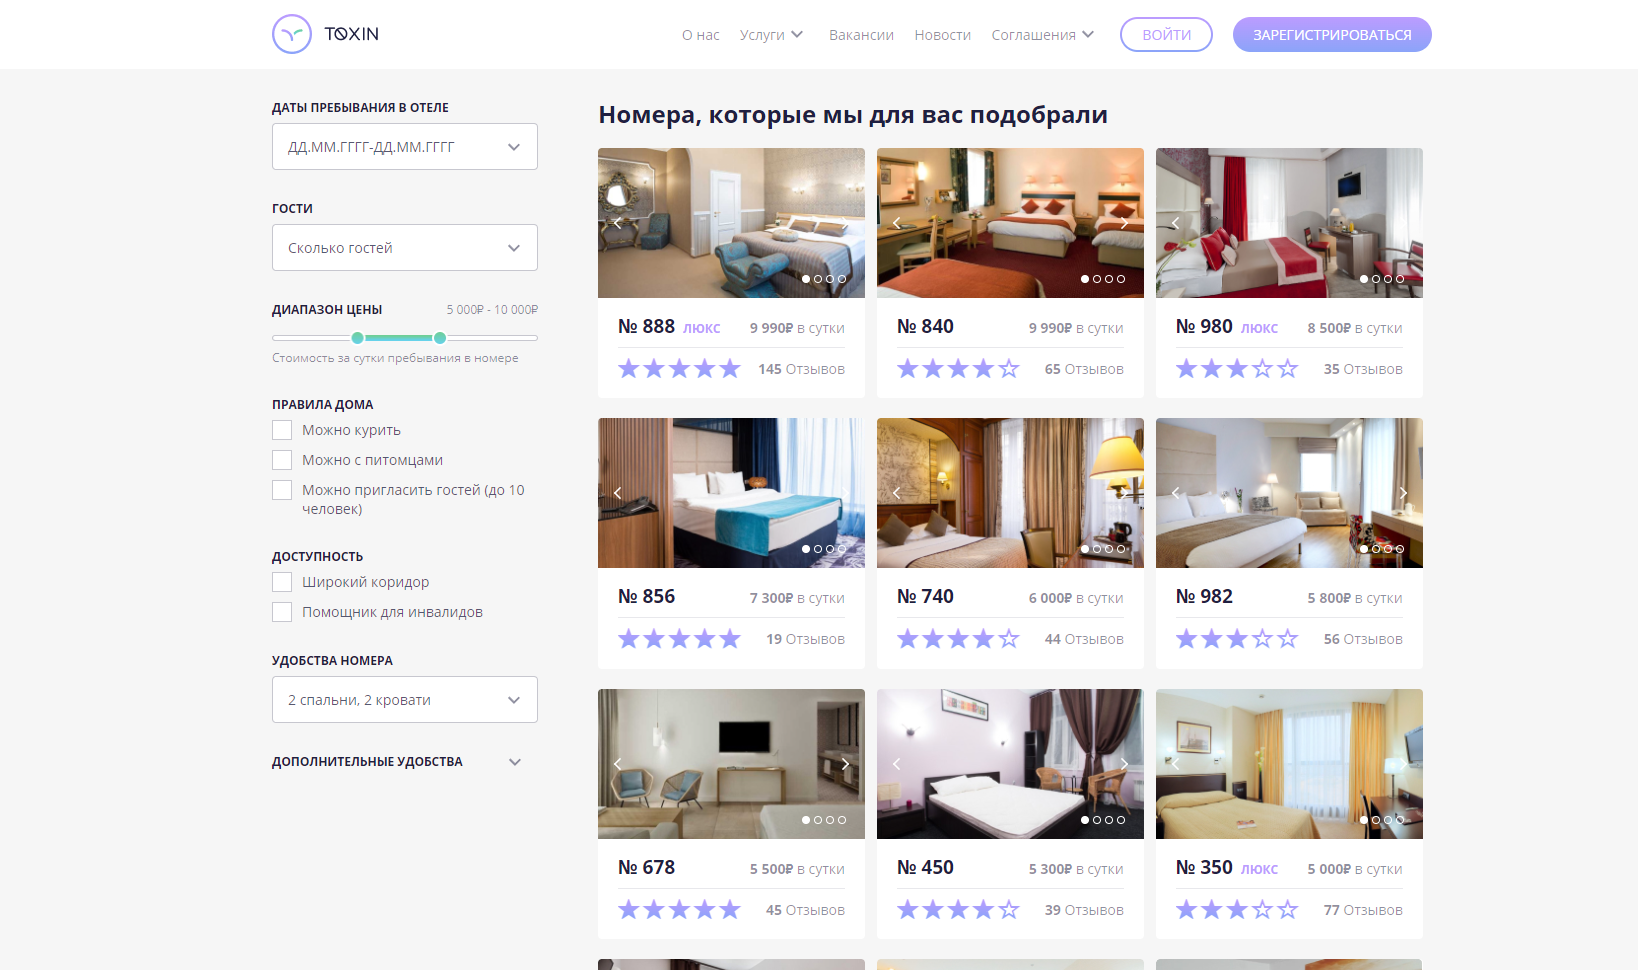 TOXIN
О нас Услуги Вакансии Новости Соглашения ВОЙТИ ЗАРЕГИСТРИРОВАТЬСЯ
ДАТЫ ПРЕБЫВАНИЯ В ОТЕЛЕ
ДД.ММ.ГГГГ-ДД.ММ.ГГГГ
ГОСТИ
Сколько гостей
ДИАПАЗОН ЦЕНЫ 5 000₽ - 10 000₽
Стоимость за сутки пребывания в номере
ПРАВИЛА ДОМА
Можно курить
Можно с питомцами
Можно пригласить гостей (до 10
человек)
ДОСТУПНОСТЬ
Широкий коридор
Помощник для инвалидов
УДОБСТВА НОМЕРА
2 спальни, 2 кровати
ДОПОЛНИТЕЛЬНЫЕ УДОБСТВА
Номера, которые мы для вас подобрали
№ 888 ЛЮКС 9 990₽ в сутки
145 Отзывов
№ 840 9 990₽ в сутки
65 Отзывов
№ 980 ЛЮКС 8 500₽ в сутки
35 Отзывов
№ 856 7 300₽ в сутки
19 Отзывов
№ 740 6 000₽ в сутки
44 Отзывов
№ 982 5 800₽ в сутки
56 Отзывов
№ 678 5 500₽ в сутки
45 Отзывов
№ 450 5 300₽ в сутки
39 Отзывов
№ 350 ЛЮКС 5 000₽ в сутки
77 Отзывов